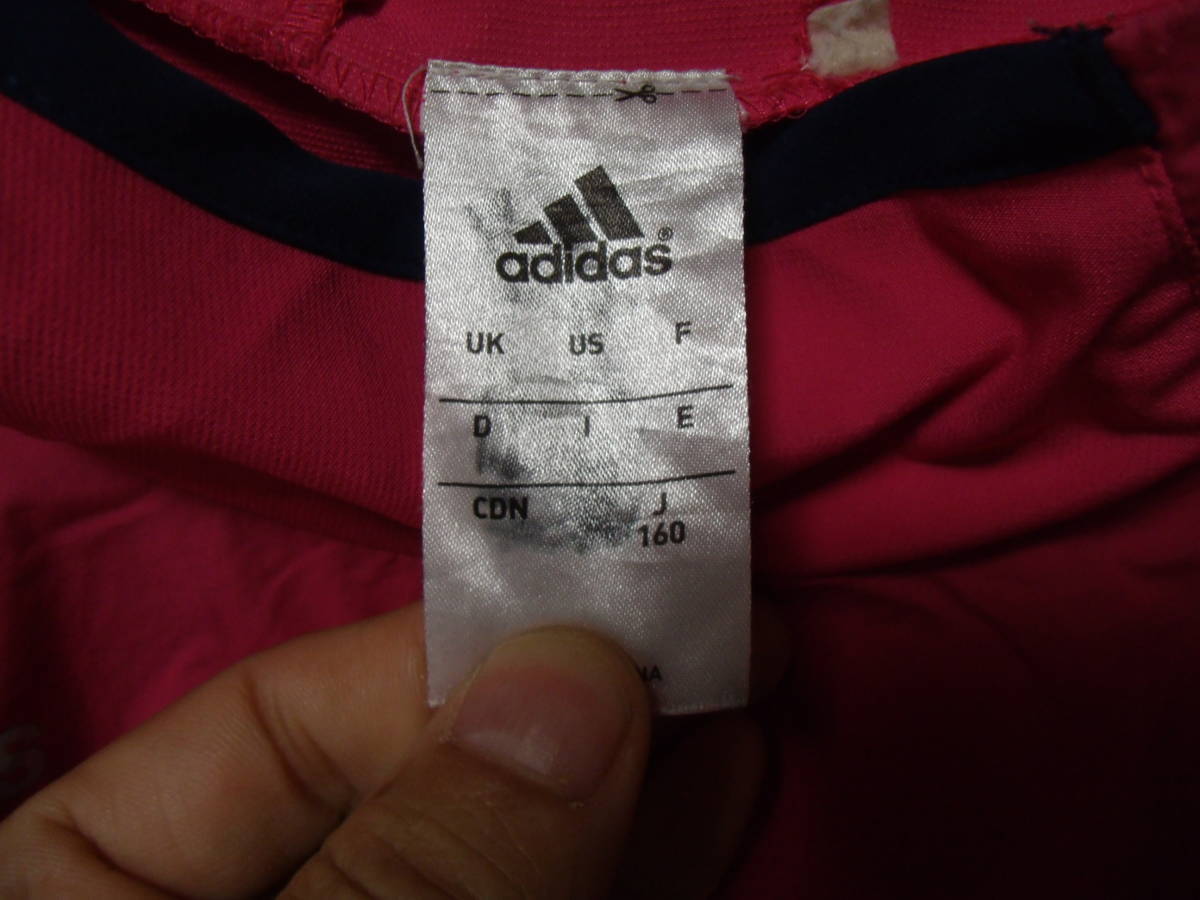 adidas®
UK US F
D I E
CDN J
160